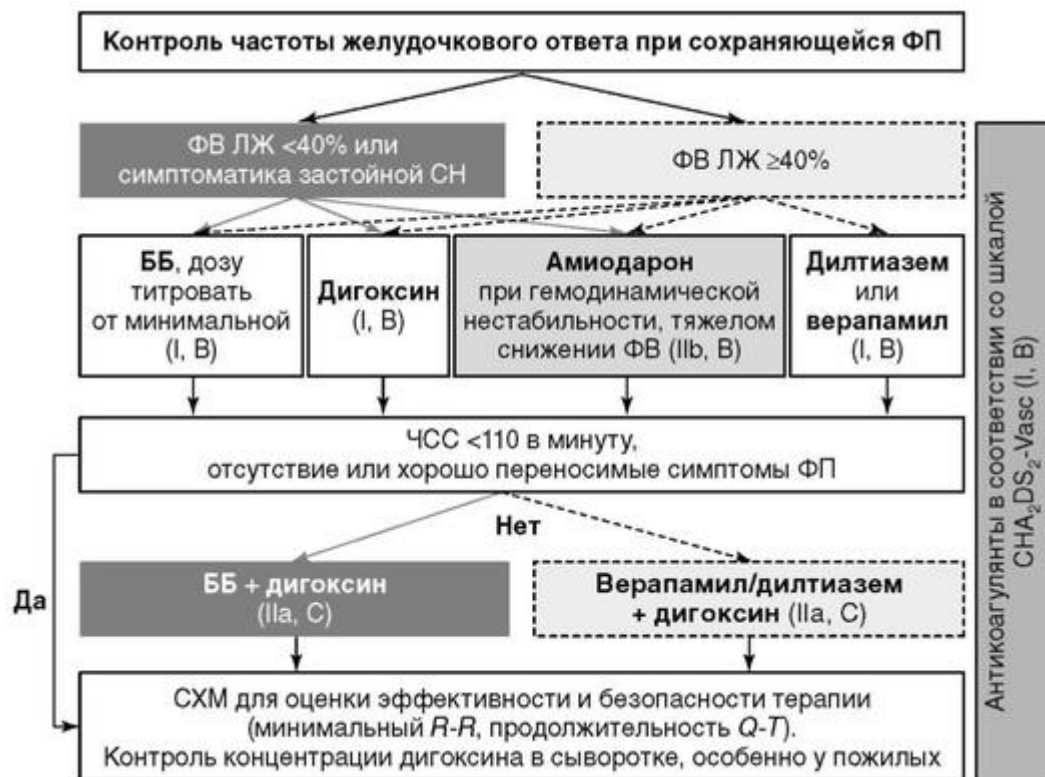 Контроль частоты желудочкового ответа при сохраняющейся ФП
ФВ ЛЖ <40% или
симптоматика застойной СН
ФВ ЛЖ ≥40%
ББ, дозу
титровать
от минимальной
(I, B)
Дигоксин
(I, B)
Амиодарон
при гемодинамической
нестабильности, тяжелом
снижении ФВ (IIb, B)
Дилтиазем
или
верапамил
(I, B)
ЧСС <110 в минуту,
отсутствие или хорошо переносимые симптомы ФП
Нет
Да
ББ + дигоксин
(IIa, C)
Верапамил/дилтиазем
+ дигоксин (IIa, C)
СХМ для оценки эффективности и безопасности терапии
(минимальный R-R, продолжительность Q-T).
Контроль концентрации дигоксина в сыворотке, особенно у пожилых
Антикоагулянты в соответствии со шкалой
CHA₂DS₂-Vasc (I, B)